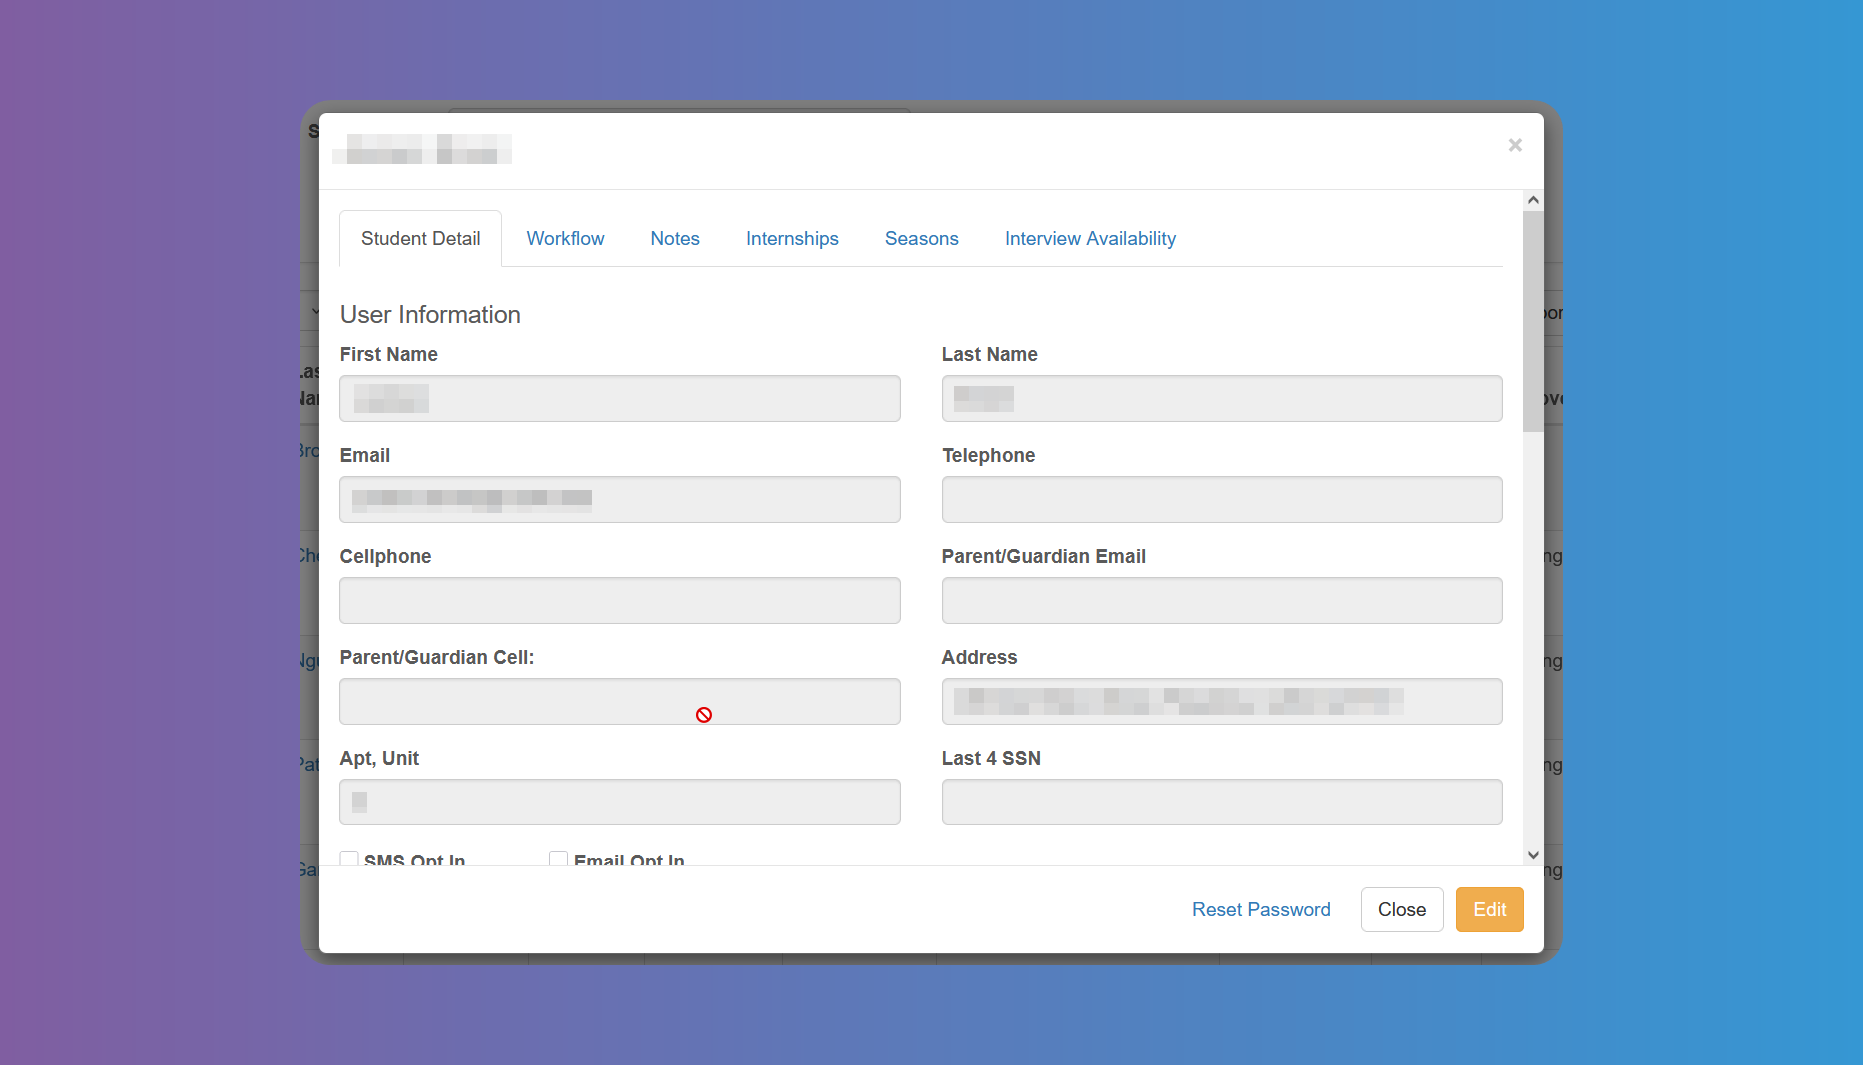 ×
Student Detail Workflow Notes Internships Seasons Interview Availability
User Information
First Name Last Name
Email Telephone
Cellphone Parent/Guardian Email
Parent/Guardian Cell: Address
Apt, Unit Last 4 SSN
SMS Opt In Email Opt In
Reset Password Close Edit